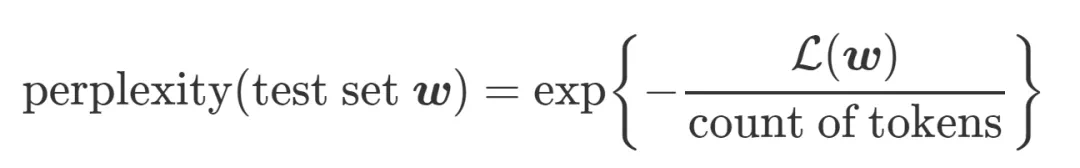 perplexity(test set 𝒘) = exp{ − ℒ(𝒘) / count of tokens }